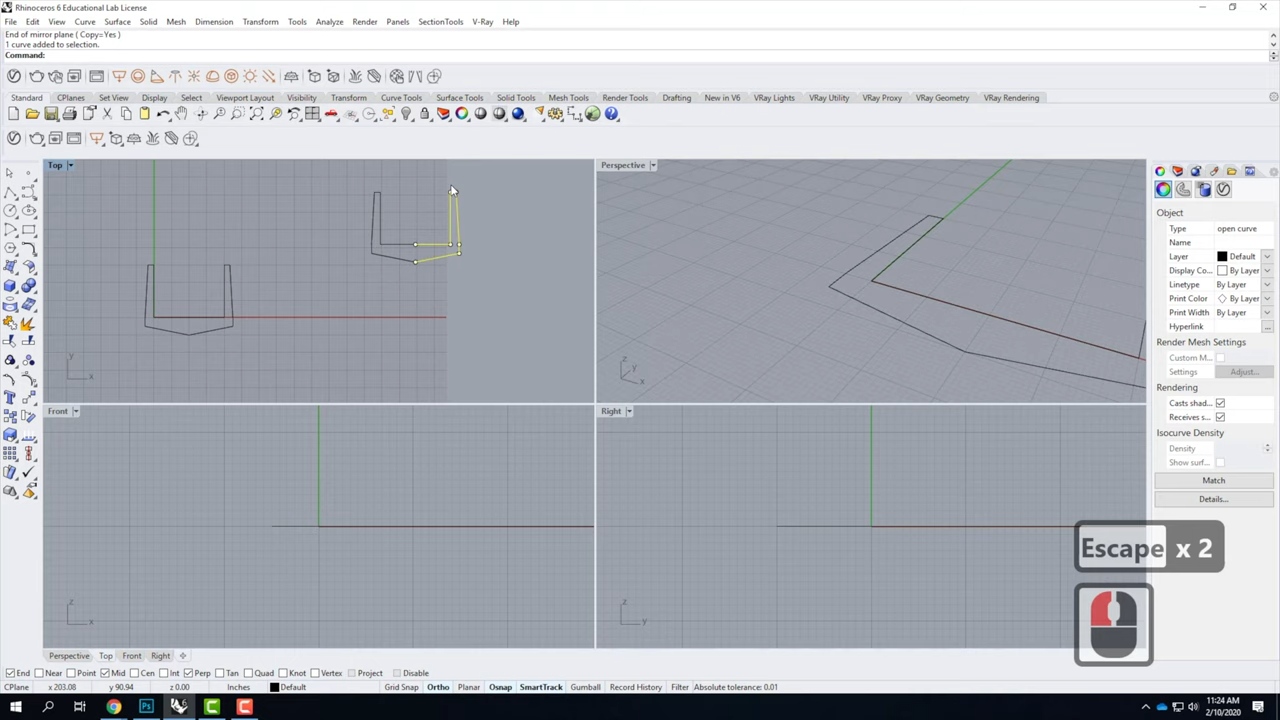 Rhinoceros 6 Educational Lab License
File Edit View Curve Surface Solid Mesh Dimension Transform Tools Analyze Render Panels SectionTools V-Ray Help
End of mirror plane ( Copy=Yes )
1 curve added to selection.
Command:
Standard CPlanes Set View Display Select Viewport Layout Visibility Transform Curve Tools Surface Tools Solid Tools Mesh Tools Render Tools Drafting New in V6 VRay Lights VRay Utility VRay Proxy VRay Geometry VRay Rendering
Top
Perspective
y
x
z
y
x
Object
Type open curve
Name
Layer Default
Display Co... By Layer
Linetype By Layer
Print Color By Layer
Print Width By Layer
Hyperlink ...
Render Mesh Settings
Custom M...
Settings Adjust...
Rendering
Casts shad...
Receives s...
Isocurve Density
Density
Show surf...
Match
Details...
Front
Right
z
x
z
y
Escape x 2
Perspective Top Front Right
End Near Point Mid Cen Int Perp Tan Quad Knot Vertex Project Disable
CPlane x 203.08 y 90.94 z 0.00 Inches Default Grid Snap Ortho Planar Osnap SmartTrack Gumball Record History Filter Absolute tolerance: 0.01
Ps
C
C
11:24 AM
2/10/2020